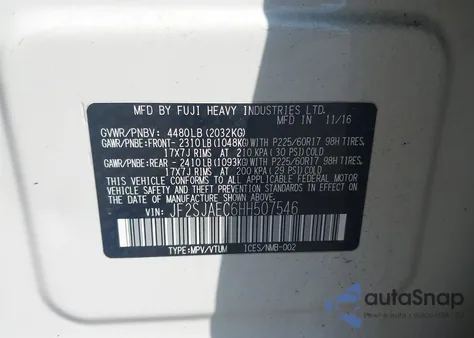 MFD BY FUJI HEAVY INDUSTRIES LTD.
MFD IN 11/16
GVWR/PNBV: 4480LB(2032KG)
GAWR/PNBE:FRONT- 2310LB(1048KG)WITH P225/60R17 98H TIRES,
17X7J RIMS AT 210 KPA(30 PSI)COLD
GAWR/PNBE:REAR - 2410LB(1093KG)WITH P225/60R17 98H TIRES,
17X7J RIMS AT 200 KPA(29 PSI)COLD
THIS VEHICLE CONFORMS TO ALL APPLICABLE U.S. FEDERAL
MOTOR VEHICLE SAFETY, BUMPER, AND THEFT PREVENTION
STANDARDS IN EFFECT ON THE DATE OF MANUFACTURE SHOWN
ABOVE.
VIN: JF2SJAEC6HH507546
TYPE:MPV/VTUM ICES/NMB-002
autoSnap